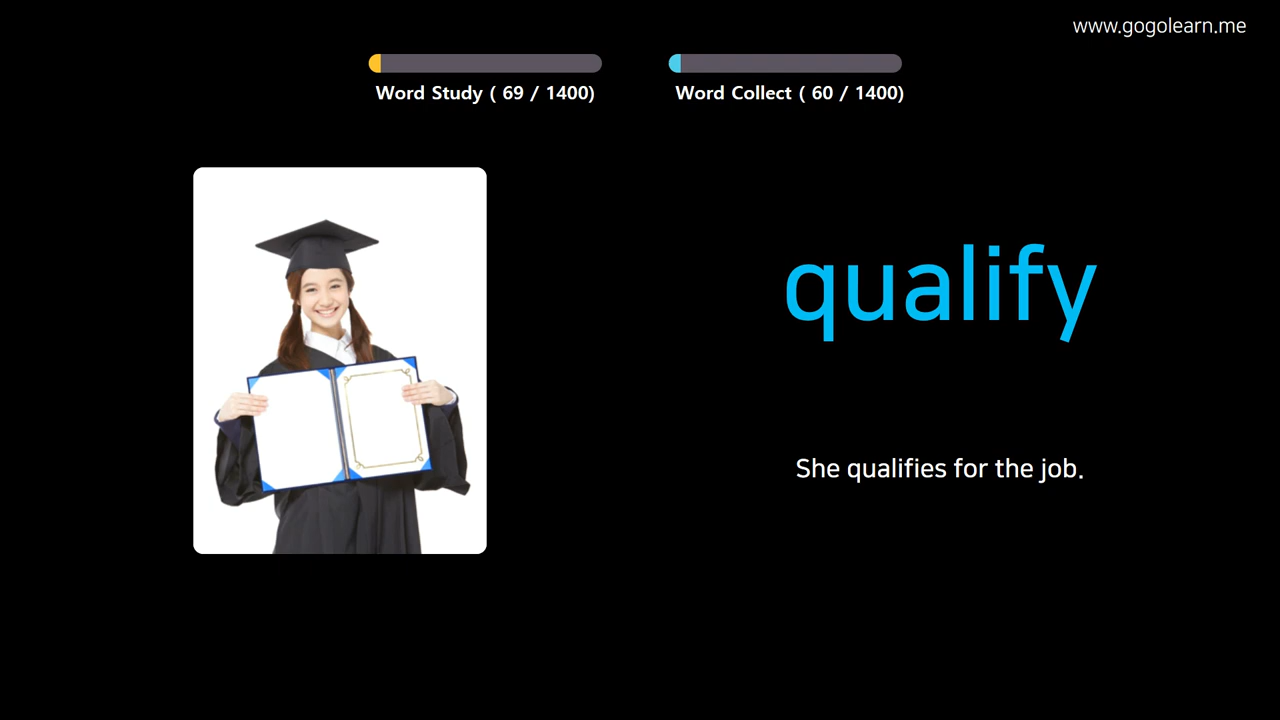 www.gogolearn.me
Word Study ( 69 / 1400)
Word Collect ( 60 / 1400)
qualify
She qualifies for the job.